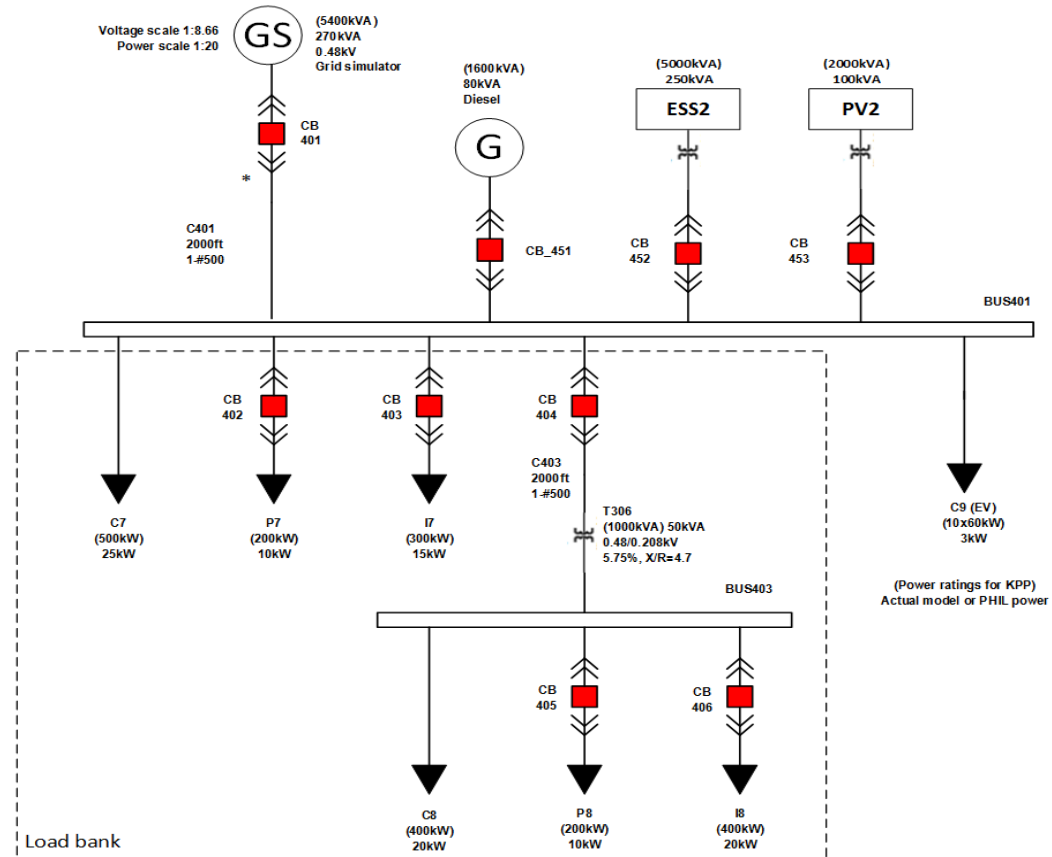 Voltage scale 1:8.66
Power scale 1:20
GS
(5400kVA)
270kVA
0.48kV
Grid simulator
(1600kVA)
80kVA
Diesel
G
(5000kVA)
250kVA
ESS2
(2000kVA)
100kVA
PV2
CB
401
*
C401
2000ft
1-#500
CB_451
CB
452
CB
453
BUS401
CB
402
CB
403
CB
404
C403
2000ft
1-#500
T306
(1000kVA) 50kVA
0.48/0.208kV
5.75%, X/R=4.7
C7
(500kW)
25kW
P7
(200kW)
10kW
I7
(300kW)
15kW
C9 (EV)
(10x60kW)
3kW
(Power ratings for KPP)
Actual model or PHIL power
BUS403
CB
405
CB
406
C8
(400kW)
20kW
P8
(200kW)
10kW
I8
(400kW)
20kW
Load bank